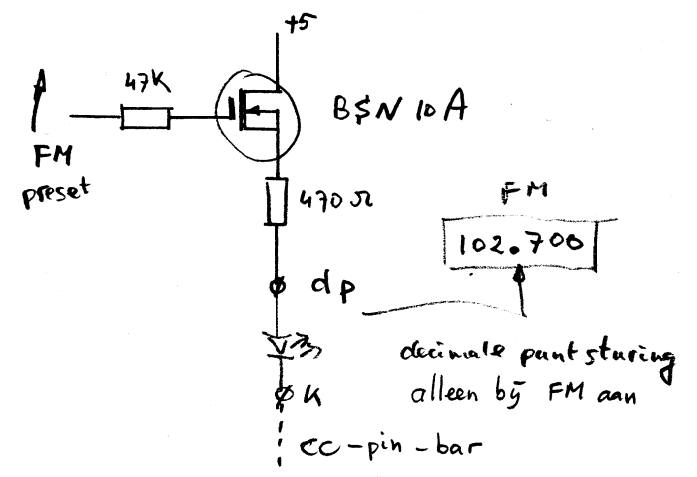 +5
47K
BSN 10A
FM
preset
470 Ω
FM
102.700
dp
decimale punt sturing
alleen bij FM aan
K
cc-pin-bar